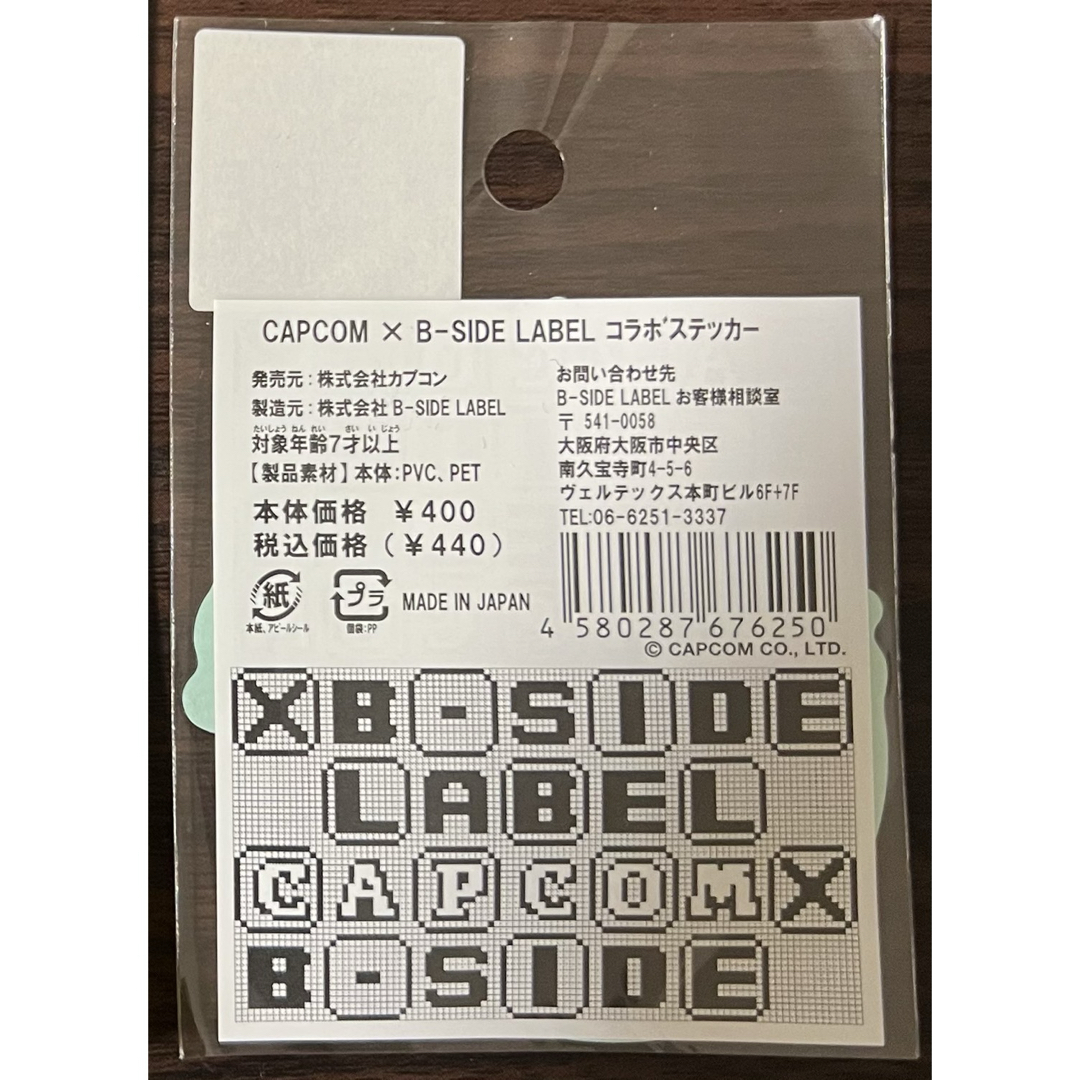 CAPCOM × B-SIDE LABEL コラボステッカー
発売元：株式会社カプコン
製造元：株式会社 B-SIDE LABEL
たいしょう ねん れい さい い じょう
対象年齢7才以上
【製品素材】本体：PVC、PET
本体価格 ￥400
税込価格（￥440）
紙
本紙、アピールシール
プラ
個袋：PP
MADE IN JAPAN
お問い合わせ先
B-SIDE LABEL お客様相談室
〒 541-0058
大阪府大阪市中央区
南久宝寺町4-5-6
ヴェルテックス本町ビル6F+7F
TEL:06-6251-3337
4 580287 676250
© CAPCOM CO., LTD.
XB-SIDE
LABEL
CAPCOMX
B-SIDE